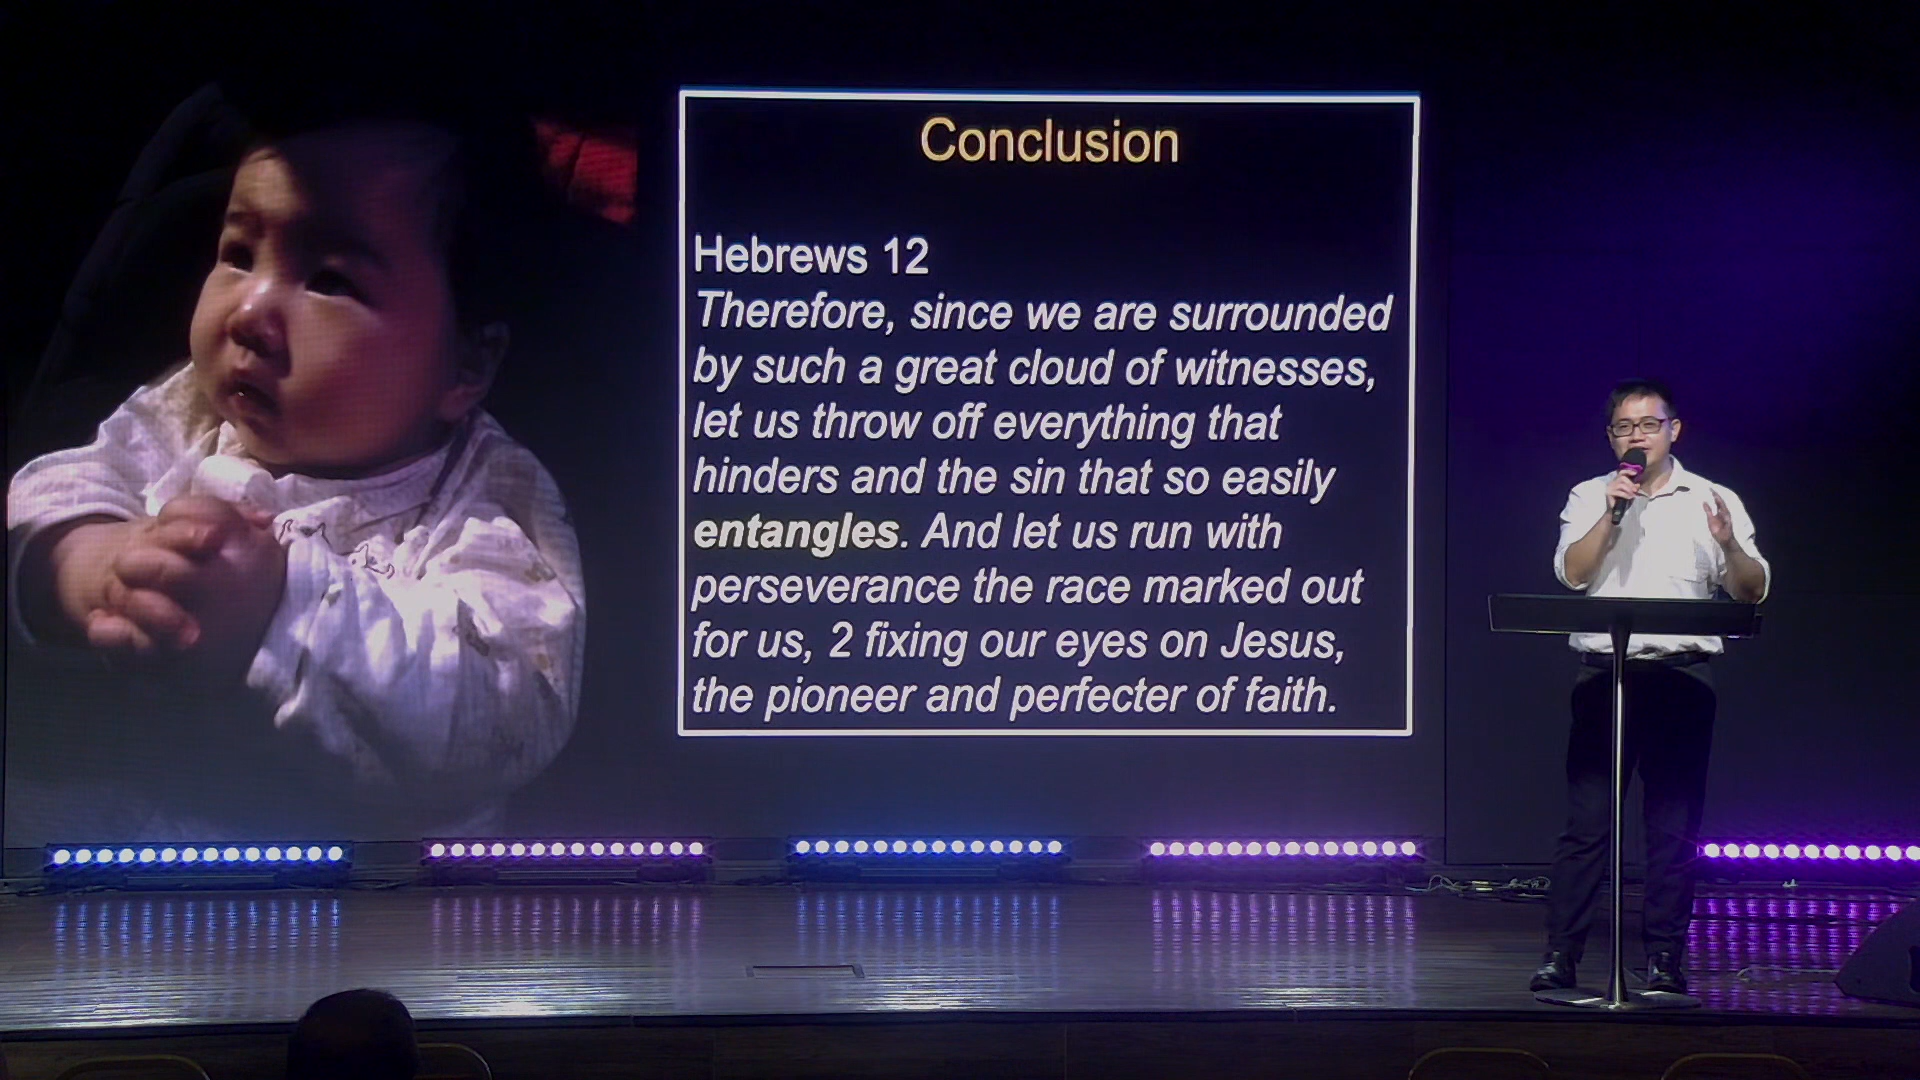 Conclusion
Hebrews 12
Therefore, since we are surrounded
by such a great cloud of witnesses,
let us throw off everything that
hinders and the sin that so easily
entangles. And let us run with
perseverance the race marked out
for us, 2 fixing our eyes on Jesus,
the pioneer and perfecter of faith.